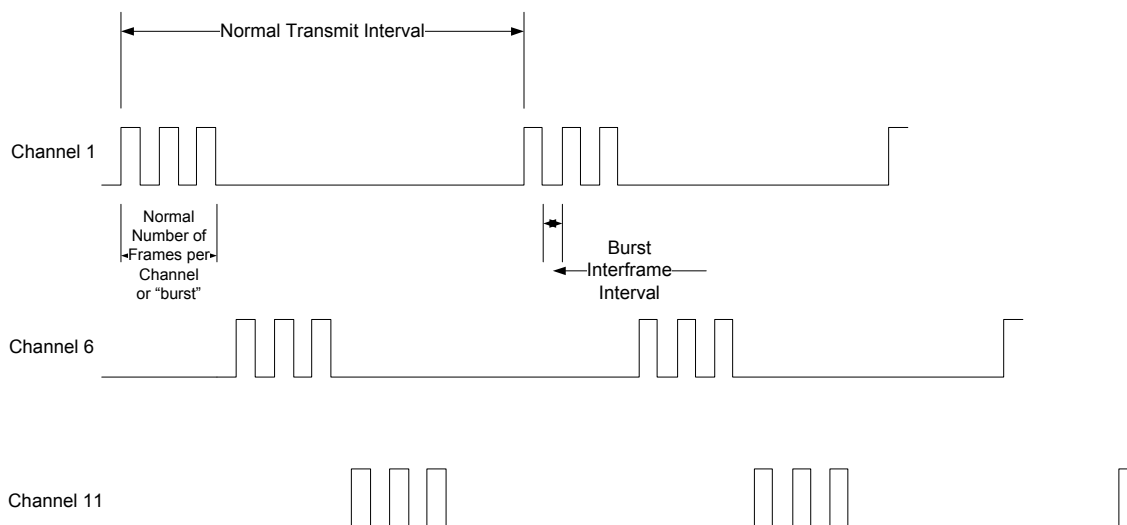 Normal Transmit Interval
Channel 1
Normal
Number of
Frames per
Channel
or “burst”
Burst
Interframe
Interval
Channel 6
Channel 11